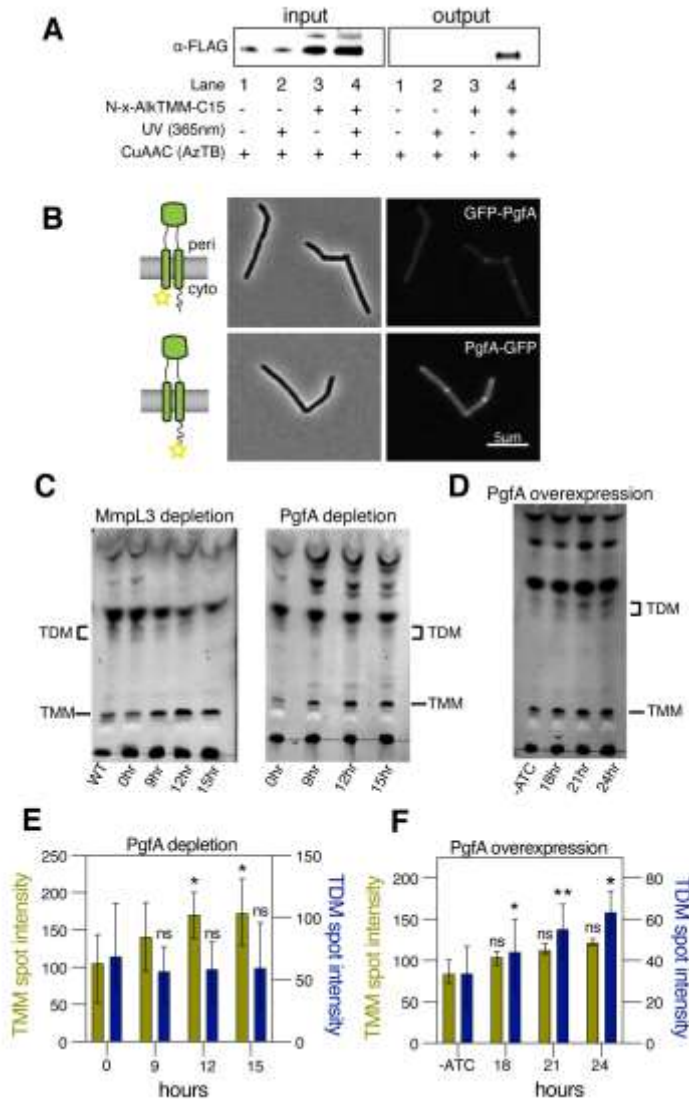 A
input output
α-FLAG
Lane 1 2 3 4 1 2 3 4
N-x-AlkTMM-C15 - - + + - - + +
UV (365nm) - + - + - + - +
CuAAC (AzTB) + + + + + + + +
B
peri
cyto
GFP-PgfA
PgfA-GFP
5um
C
MmpL3 depletion PgfA depletion
TDM
TMM
WT 0hr 9hr 12hr 15hr
TDM
TMM
0hr 9hr 12hr 15hr
D
PgfA overexpression
TDM
TMM
-ATC 18hr 21hr 24hr
E
PgfA depletion
TMM spot intensity
250
200
150
100
50
0
ns * ns * ns
150
100
50
0
TDM spot intensity
0 9 12 15
hours
F
PgfA overexpression
TMM spot intensity
200
150
100
50
0
ns * ns ** ns *
80
60
40
20
0
TDM spot intensity
-ATC 18 21 24
hours